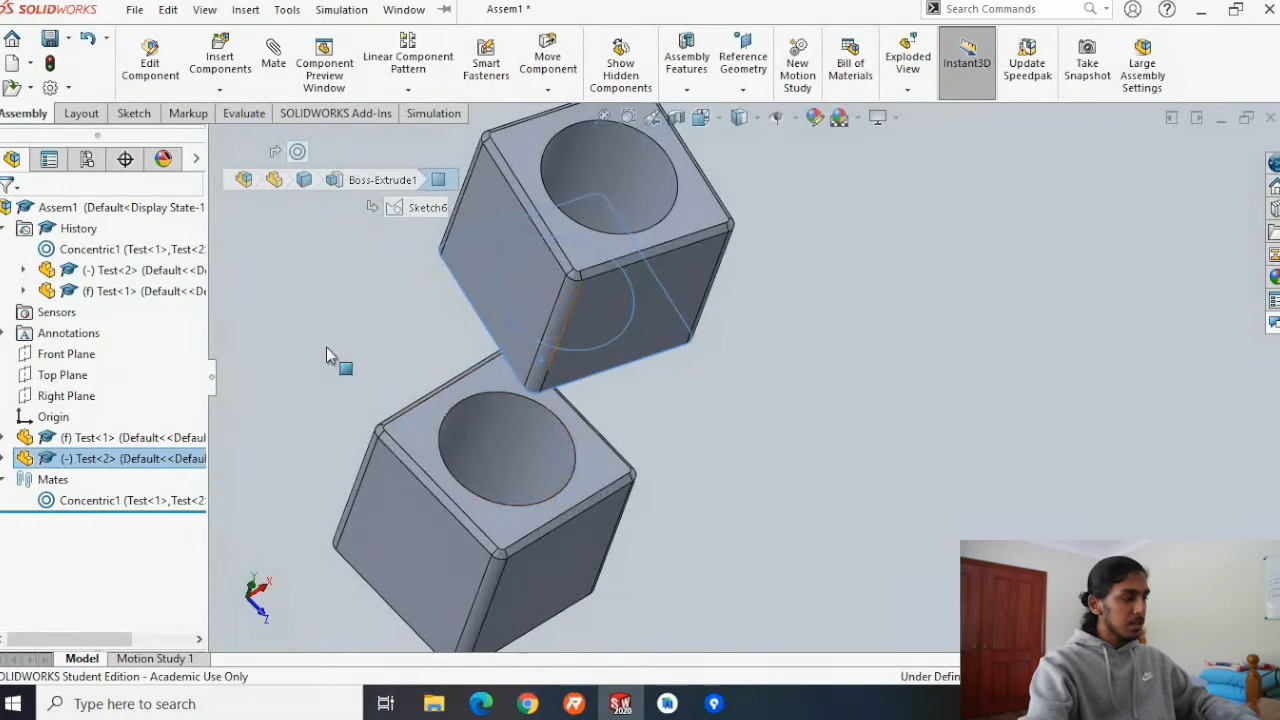 SOLIDWORKS File Edit View Insert Tools Simulation Window Assem1 * Search Commands
Edit Component
Insert Components
Mate
Component Preview Window
Linear Component Pattern
Smart Fasteners
Move Component
Show Hidden Components
Assembly Features
Reference Geometry
New Motion Study
Bill of Materials
Exploded View
Instant3D
Update Speedpak
Take Snapshot
Large Assembly Settings
Assembly Layout Sketch Markup Evaluate SOLIDWORKS Add-Ins Simulation
Boss-Extrude1
Sketch6
Assem1 (Default<Display State-1
History
Concentric1 (Test<1>,Test<2>
(-) Test<2> (Default<<De
(f) Test<1> (Default<<De
Sensors
Annotations
Front Plane
Top Plane
Right Plane
Origin
(f) Test<1> (Default<<Defaul
(-) Test<2> (Default<<Defaul
Mates
Concentric1 (Test<1>,Test<2>
Y
X
Z
Model Motion Study 1
OLIDWORKS Student Edition - Academic Use Only Under Defin
Type here to search
SW
2020